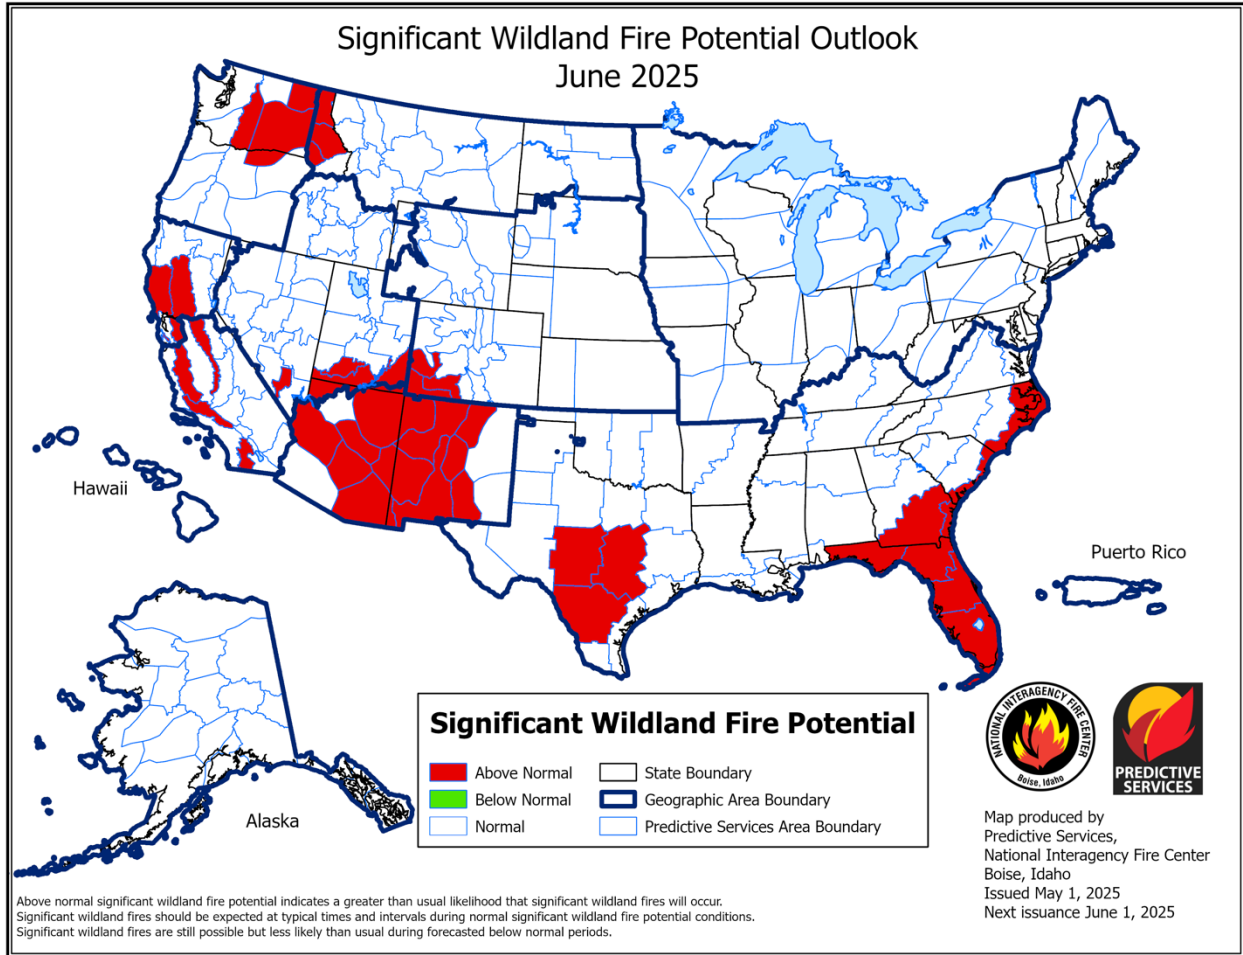 Significant Wildland Fire Potential Outlook
June 2025
Hawaii
Puerto Rico
Alaska
Significant Wildland Fire Potential
Above Normal
State Boundary
Below Normal
Geographic Area Boundary
Normal
Predictive Services Area Boundary
NATIONAL INTERAGENCY FIRE CENTER
Boise, Idaho
PREDICTIVE
SERVICES
Map produced by
Predictive Services,
National Interagency Fire Center
Boise, Idaho
Issued May 1, 2025
Next issuance June 1, 2025
Above normal significant wildland fire potential indicates a greater than usual likelihood that significant wildland fires will occur.
Significant wildland fires should be expected at typical times and intervals during normal significant wildland fire potential conditions.
Significant wildland fires are still possible but less likely than usual during forecasted below normal periods.